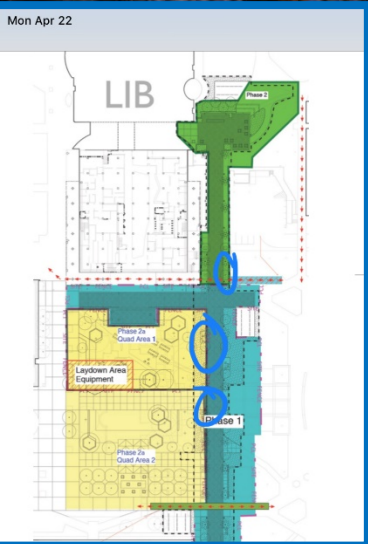 Mon Apr 22
LIB
Phase 2
Phase 2a
Quad Area 1
Laydown Area
Equipment
Phase 1
Phase 2a
Quad Area 2